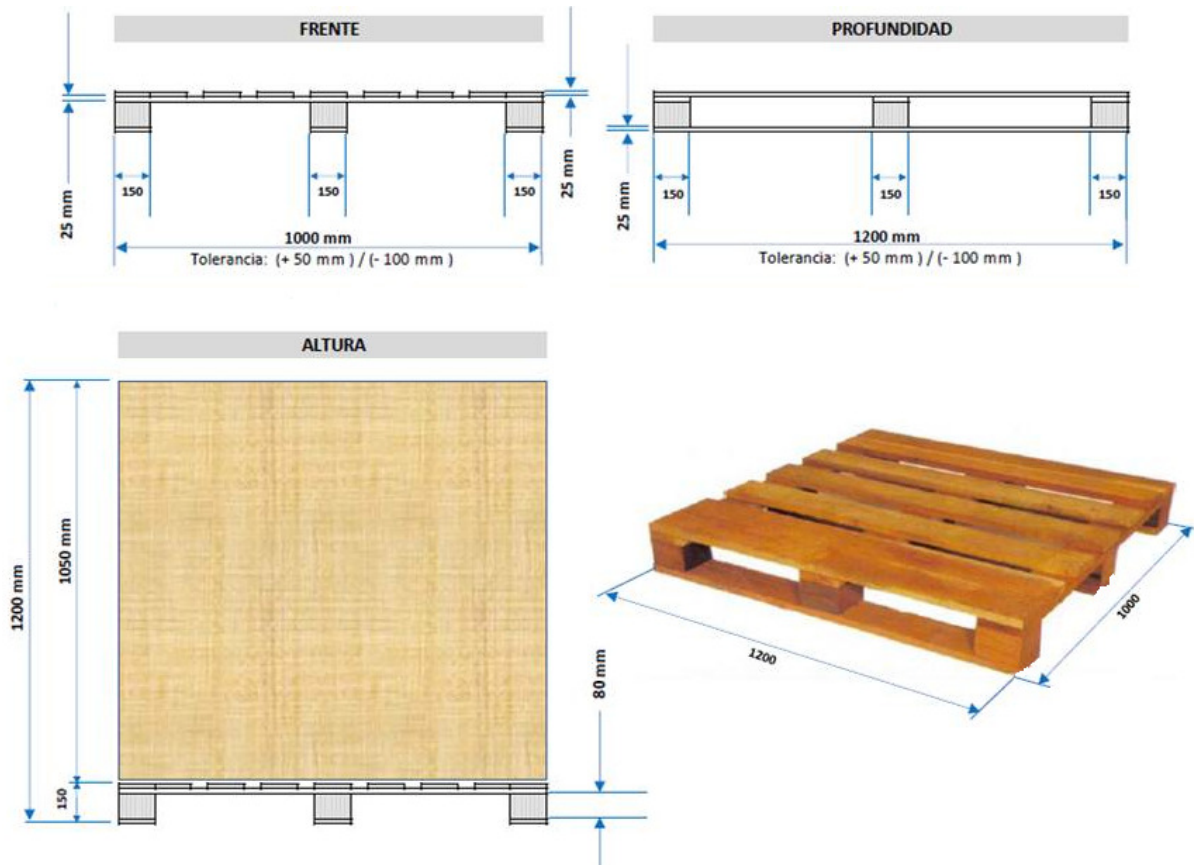 FRENTE
25 mm
150
150
150
25 mm
1000 mm
Tolerancia: (+ 50 mm ) / (- 100 mm )
PROFUNDIDAD
25 mm
150
150
150
1200 mm
Tolerancia: (+ 50 mm ) / (- 100 mm )
ALTURA
1200 mm
1050 mm
150
80 mm
1200
1000